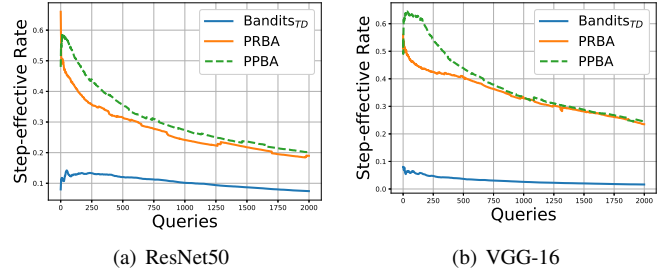 Step-effective Rate
0.6
0.5
0.4
0.3
0.2
0.1
0 250 500 750 1000 1250 1500 1750 2000
Queries
Bandits_TD
PRBA
PPBA
(a) ResNet50
Step-effective Rate
0.6
0.5
0.4
0.3
0.2
0.1
0.0
0 250 500 750 1000 1250 1500 1750 2000
Queries
Bandits_TD
PRBA
PPBA
(b) VGG-16